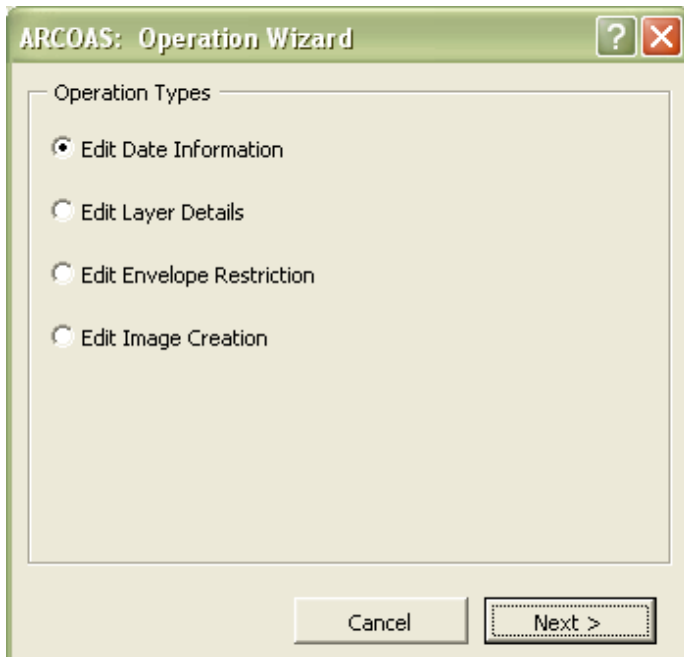 ARCOAS: Operation Wizard
?
Operation Types
Edit Date Information
Edit Layer Details
Edit Envelope Restriction
Edit Image Creation
Cancel Next >